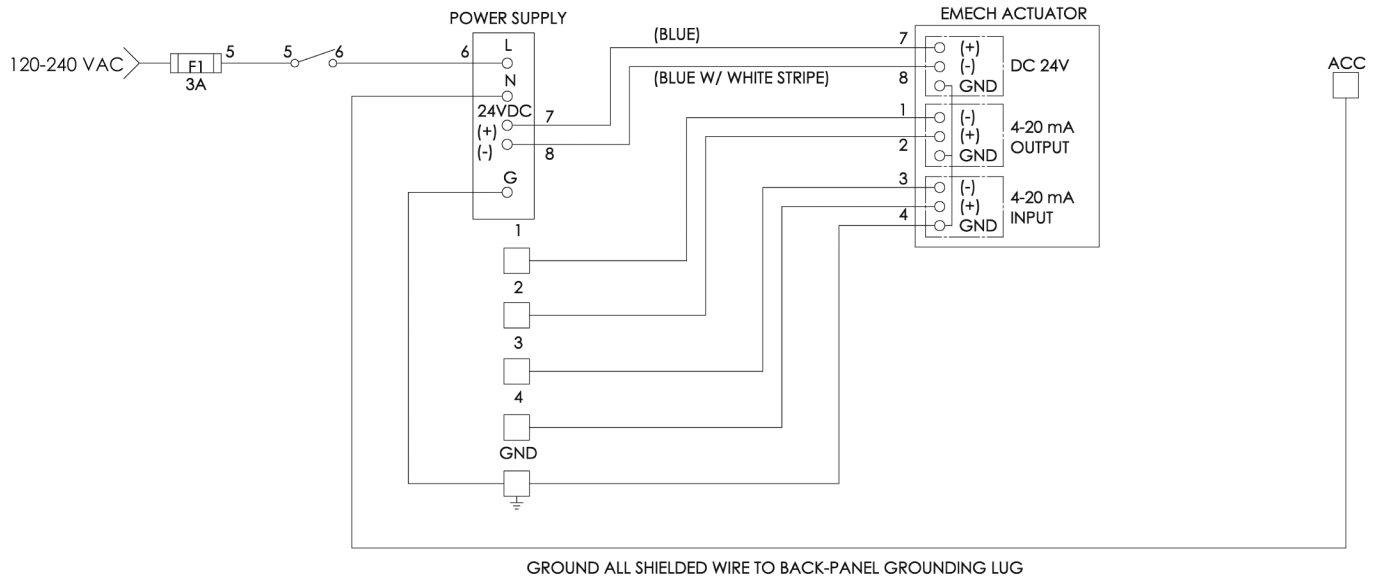 POWER SUPPLY
EMECH ACTUATOR
120-240 VAC
F1
3A
5
5
6
6
L
N
24VDC
(+)
(-)
G
7
8
(BLUE)
(BLUE W/ WHITE STRIPE)
7
8
(+)
(-)
GND
DC 24V
1
2
(-)
(+)
GND
4-20 mA
OUTPUT
3
4
(-)
(+)
GND
4-20 mA
INPUT
ACC
1
2
3
4
GND
GROUND ALL SHIELDED WIRE TO BACK-PANEL GROUNDING LUG